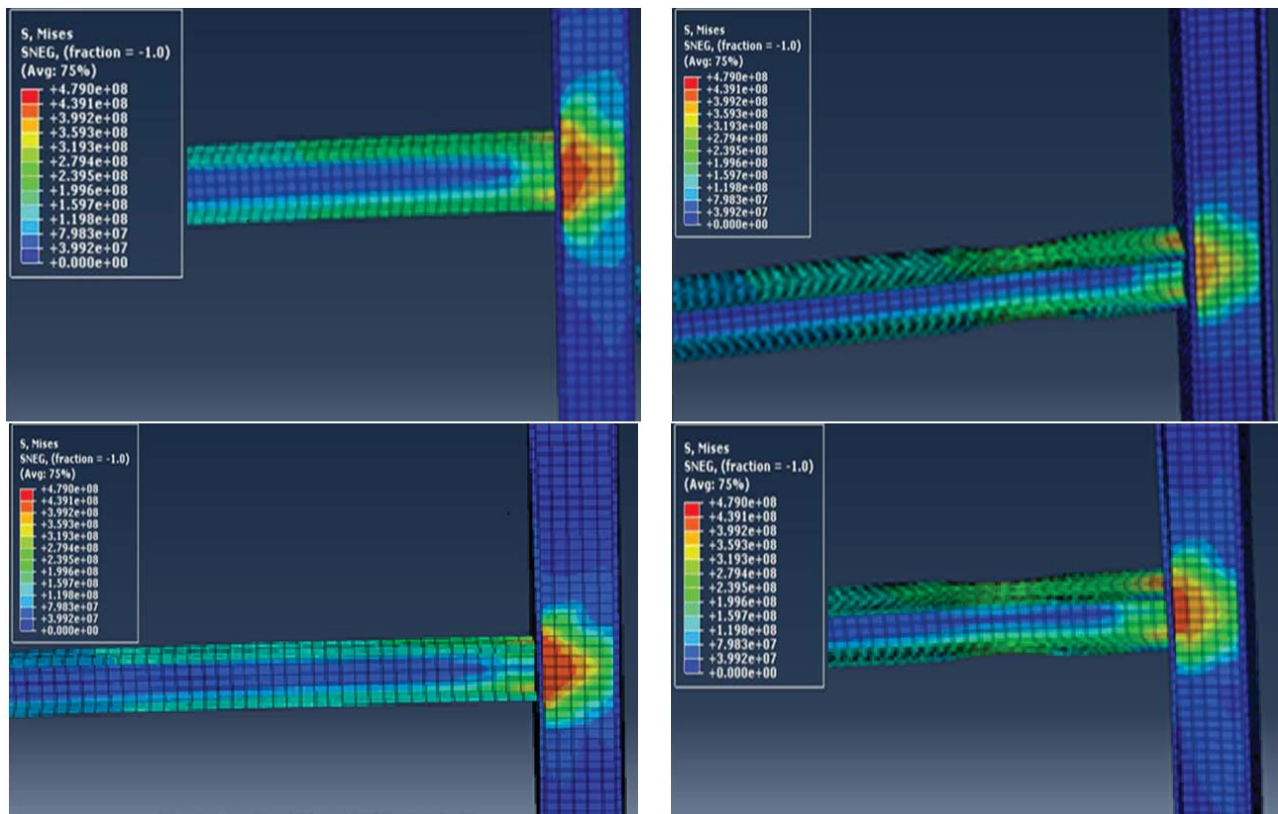 S, Mises
SNEG, (fraction = -1.0)
(Avg: 75%)
+4.790e+08
+4.391e+08
+3.992e+08
+3.593e+08
+3.193e+08
+2.794e+08
+2.395e+08
+1.996e+08
+1.597e+08
+1.198e+08
+7.983e+07
+3.992e+07
+0.000e+00
S, Mises
SNEG, (fraction = -1.0)
(Avg: 75%)
+4.790e+08
+4.391e+08
+3.992e+08
+3.593e+08
+3.193e+08
+2.794e+08
+2.395e+08
+1.996e+08
+1.597e+08
+1.198e+08
+7.983e+07
+3.992e+07
+0.000e+00
S, Mises
SNEG, (fraction = -1.0)
(Avg: 75%)
+4.790e+08
+4.391e+08
+3.992e+08
+3.593e+08
+3.193e+08
+2.794e+08
+2.395e+08
+1.996e+08
+1.597e+08
+1.198e+08
+7.983e+07
+3.992e+07
+0.000e+00
S, Mises
SNEG, (fraction = -1.0)
(Avg: 75%)
+4.790e+08
+4.391e+08
+3.992e+08
+3.593e+08
+3.193e+08
+2.794e+08
+2.395e+08
+1.996e+08
+1.597e+08
+1.198e+08
+7.983e+07
+3.992e+07
+0.000e+00